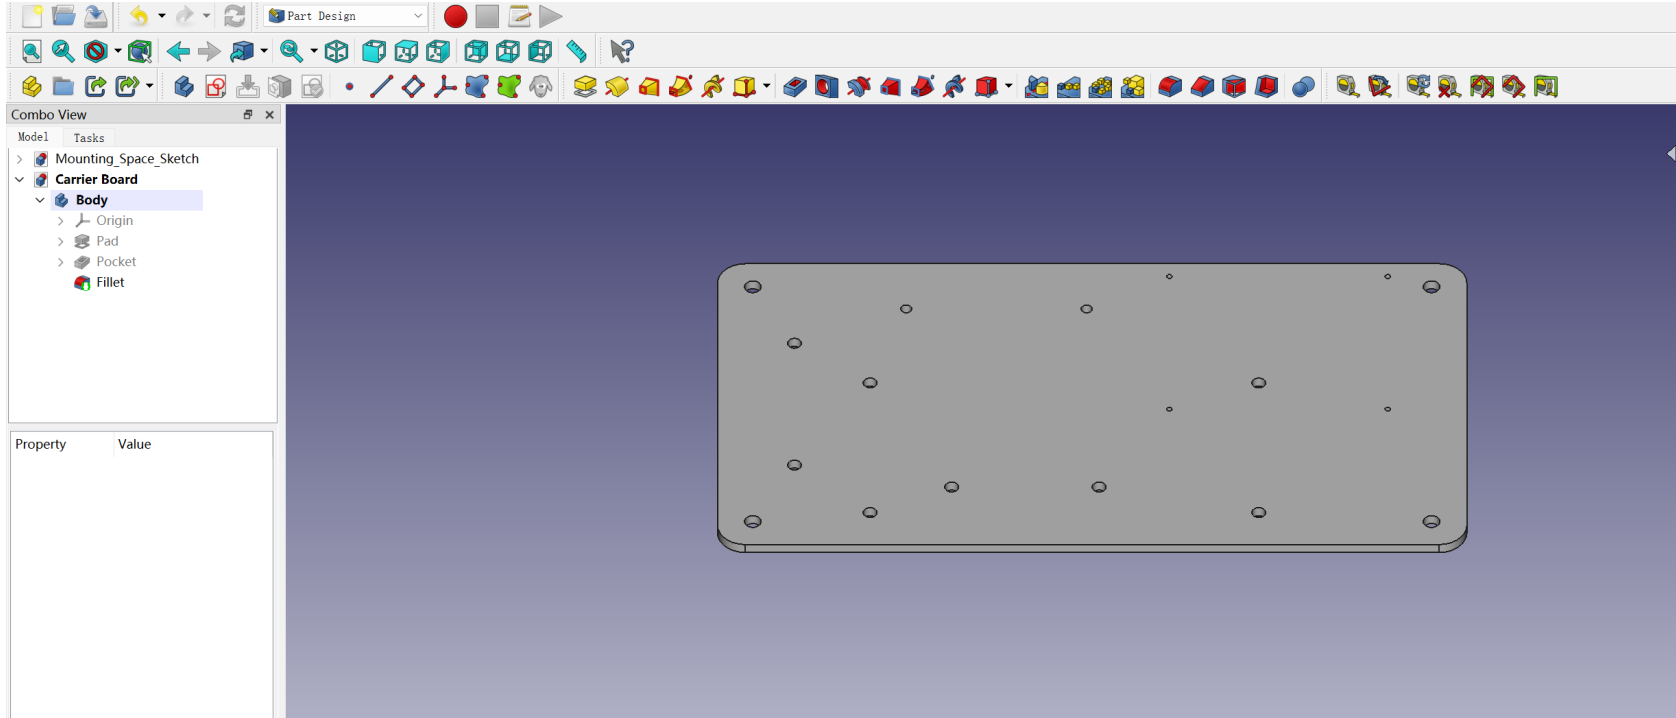 Part Design
Combo View
Model Tasks
Mounting_Space_Sketch
Carrier Board
Body
Origin
Pad
Pocket
Fillet
Property Value